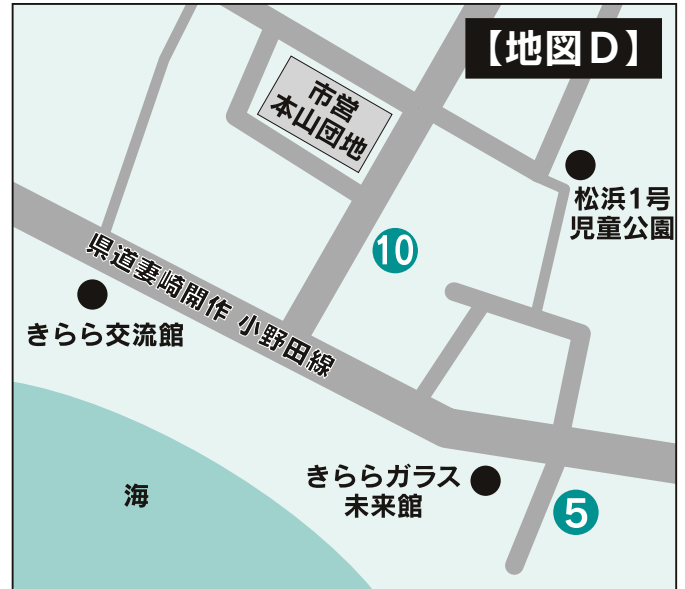 【地図D】
市営
本山団地
松浜1号
児童公園
10
県道妻崎開作 小野田線
きらら交流館
きららガラス
未来館
海
5